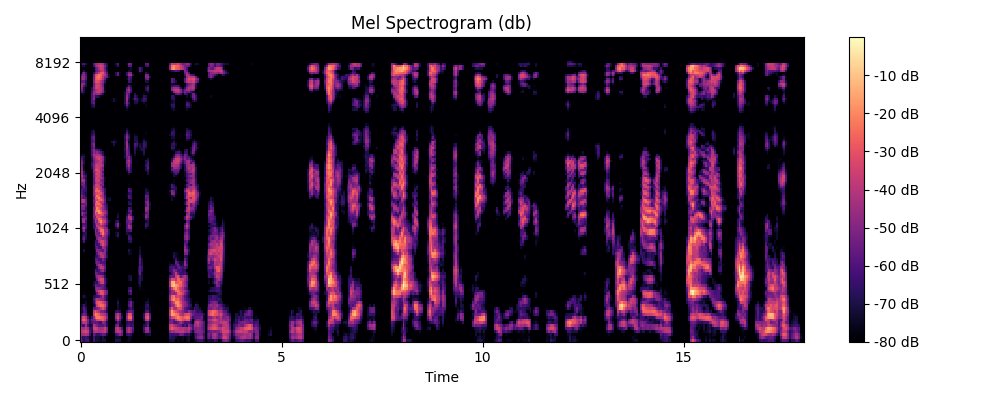 Mel Spectrogram (db)
8192
4096
2048
1024
512
0
Hz
0 5 10 15
Time
-10 dB
-20 dB
-30 dB
-40 dB
-50 dB
-60 dB
-70 dB
-80 dB